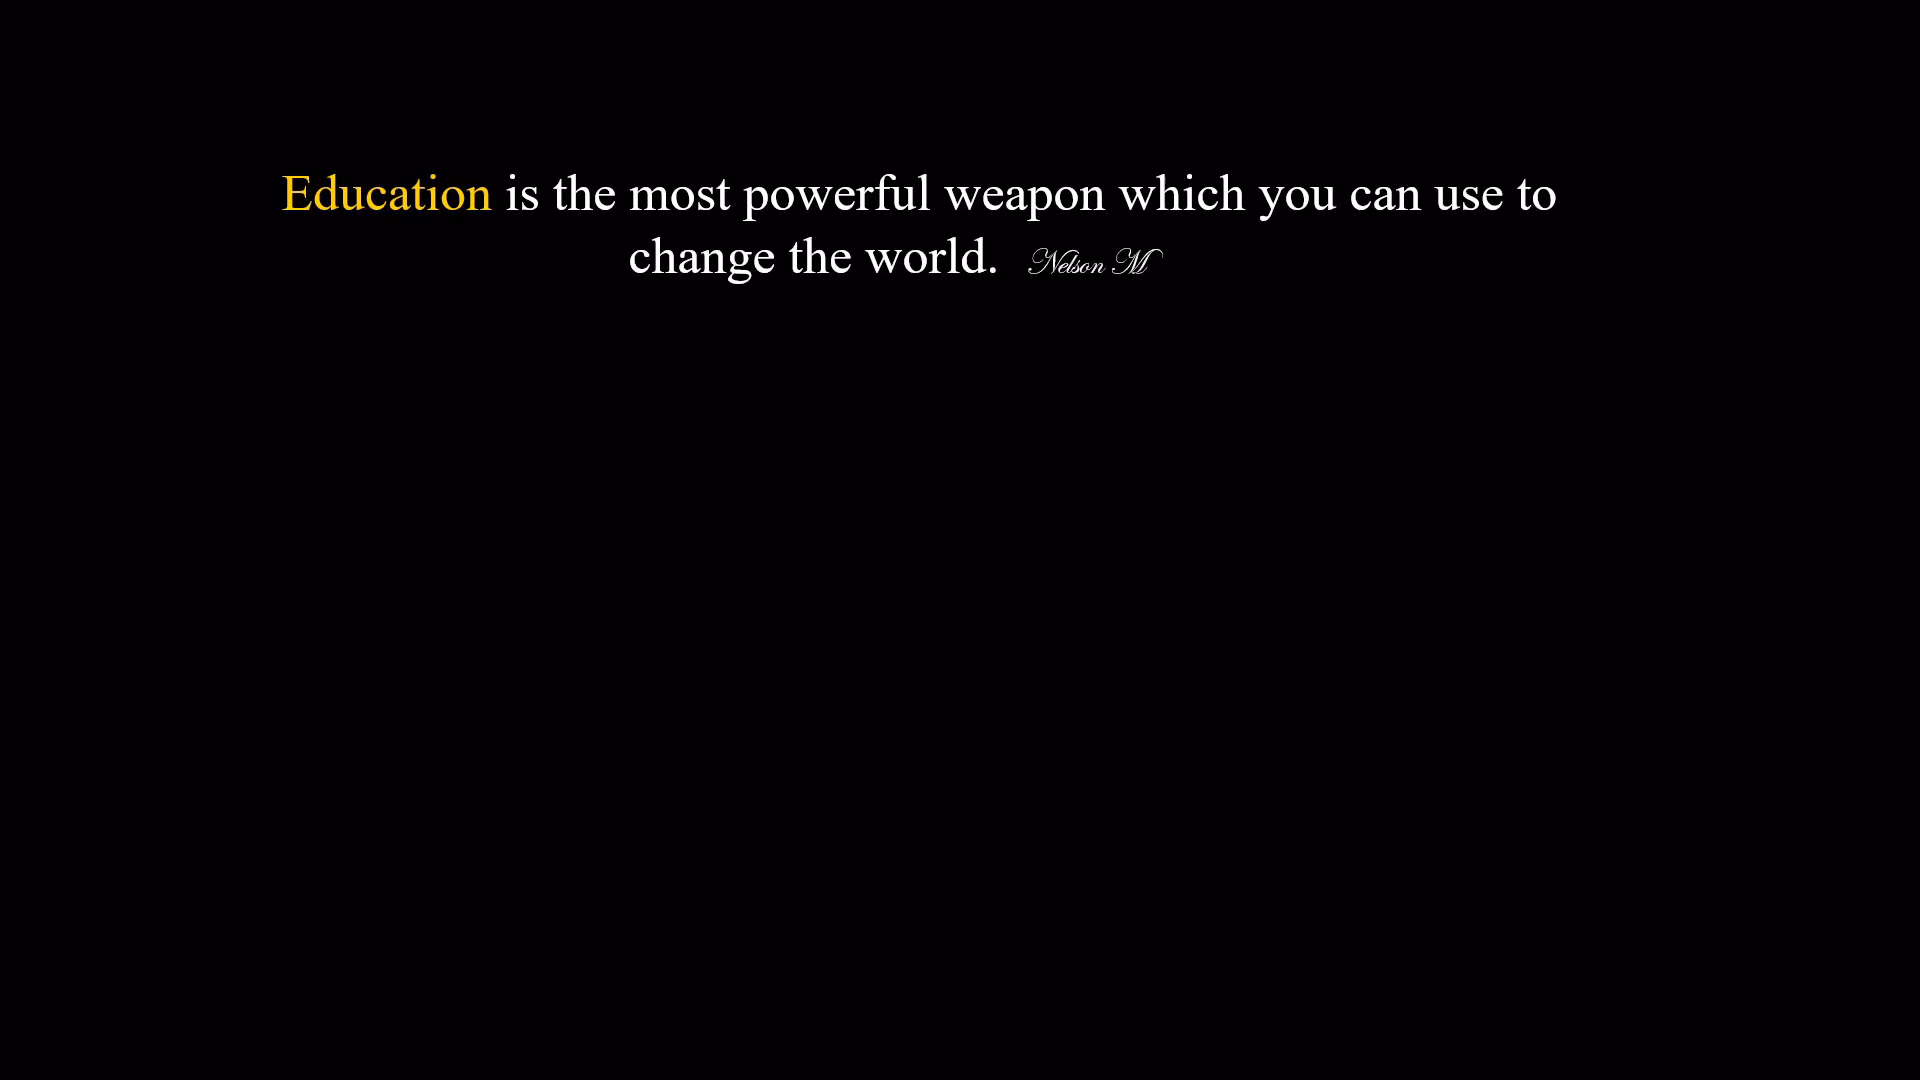 Education is the most powerful weapon which you can use to
change the world. Nelson M